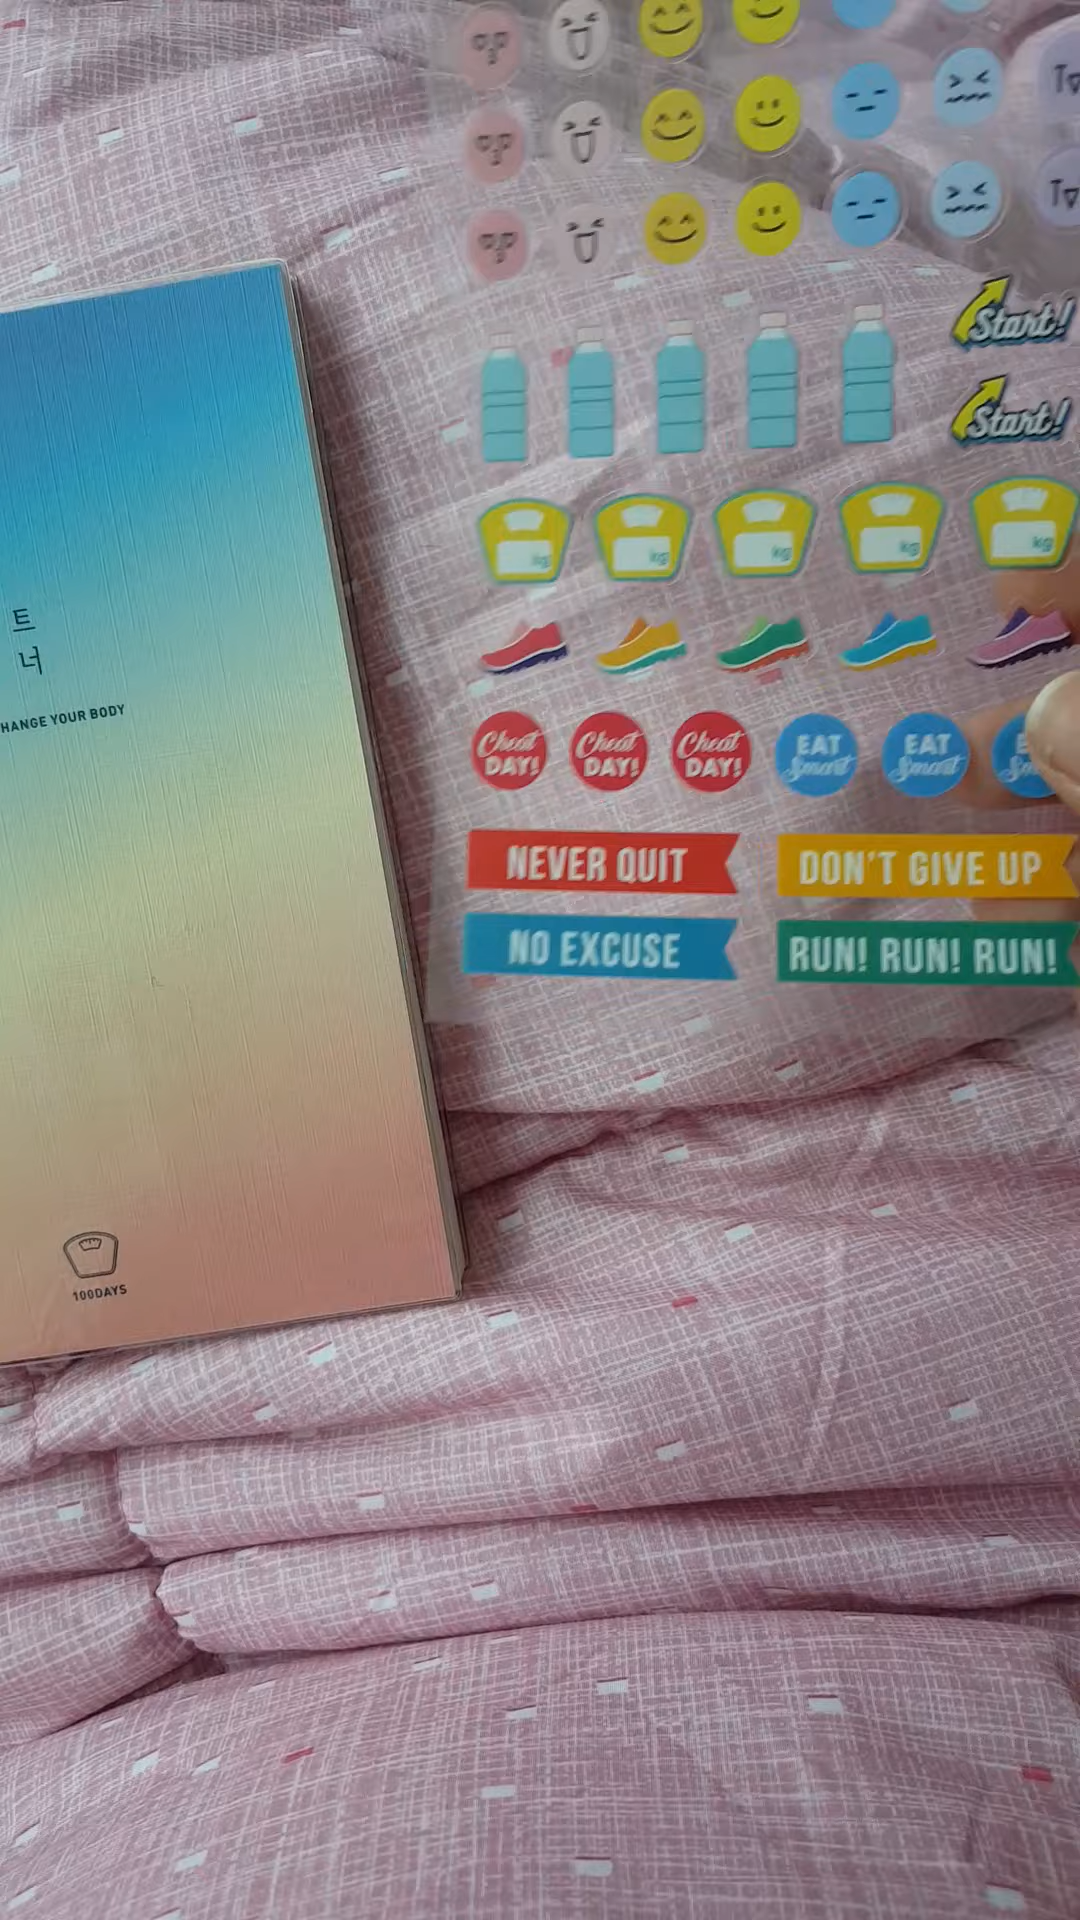 트
너
HANGE YOUR BODY
100DAYS
Start!
Start!
kg kg kg kg kg
Cheat DAY! Cheat DAY! Cheat DAY! EAT Smart EAT Smart
NEVER QUIT
DON'T GIVE UP
NO EXCUSE
RUN! RUN! RUN!